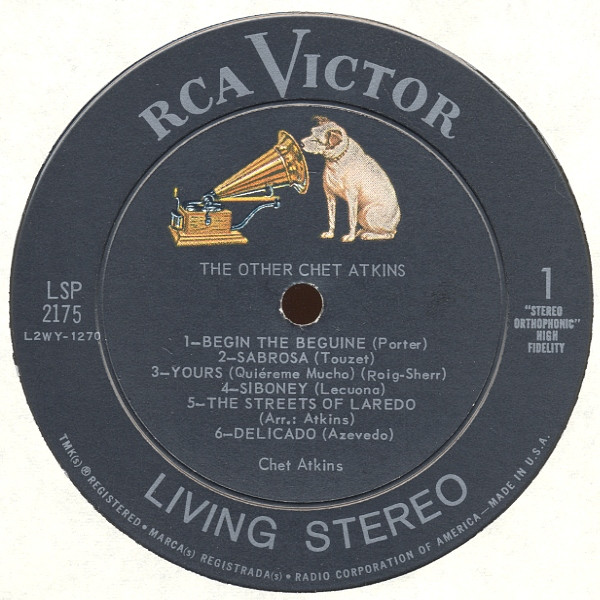 RCA VICTOR
THE OTHER CHET ATKINS
LSP
2175
L2WY-1270
1
"STEREO
ORTHOPHONIC"
HIGH
FIDELITY
1—BEGIN THE BEGUINE (Porter)
2—SABROSA (Touzet)
3—YOURS (Quiéreme Mucho) (Roig-Sherr)
4—SIBONEY (Lecuona)
5—THE STREETS OF LAREDO
(Arr.: Atkins)
6—DELICADO (Azevedo)
Chet Atkins
LIVING STEREO
TMK(s) ® REGISTERED • MARCA(s) REGISTRADA(s) • RADIO CORPORATION OF AMERICA—MADE IN U.S.A.